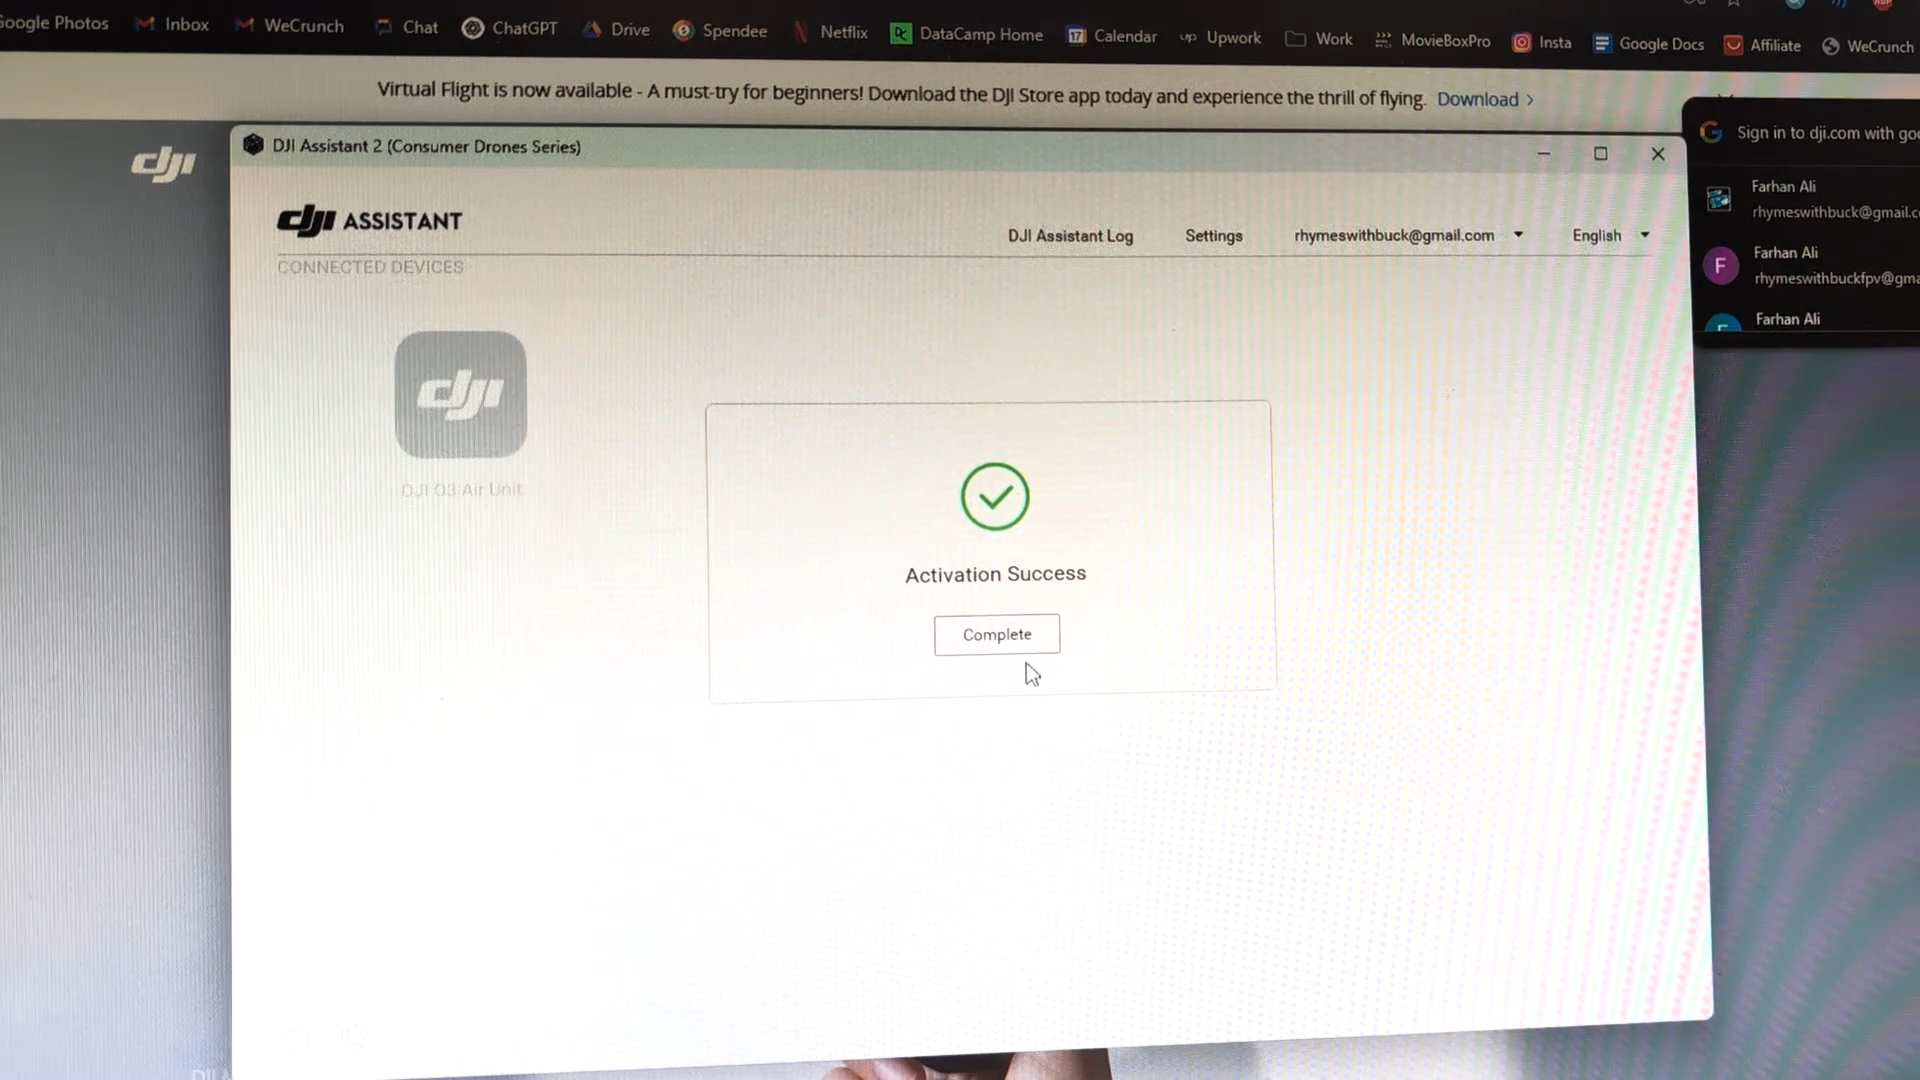 Google Photos Inbox WeCrunch Chat ChatGPT Drive Spendee Netflix DataCamp Home Calendar Upwork Work MovieBoxPro Insta Google Docs Affiliate WeCrunch
Virtual Flight is now available - A must-try for beginners! Download the DJI Store app today and experience the thrill of flying. Download >
dji
DJI Assistant 2 (Consumer Drones Series)
Sign in to dji.com with goo
Farhan Ali
rhymeswithbuck@gmail.c
Farhan Ali
rhymeswithbuckfpv@gma
Farhan Ali
dji ASSISTANT
DJI Assistant Log Settings rhymeswithbuck@gmail.com English
CONNECTED DEVICES
dji
DJI O3 Air Unit
Activation Success
Complete